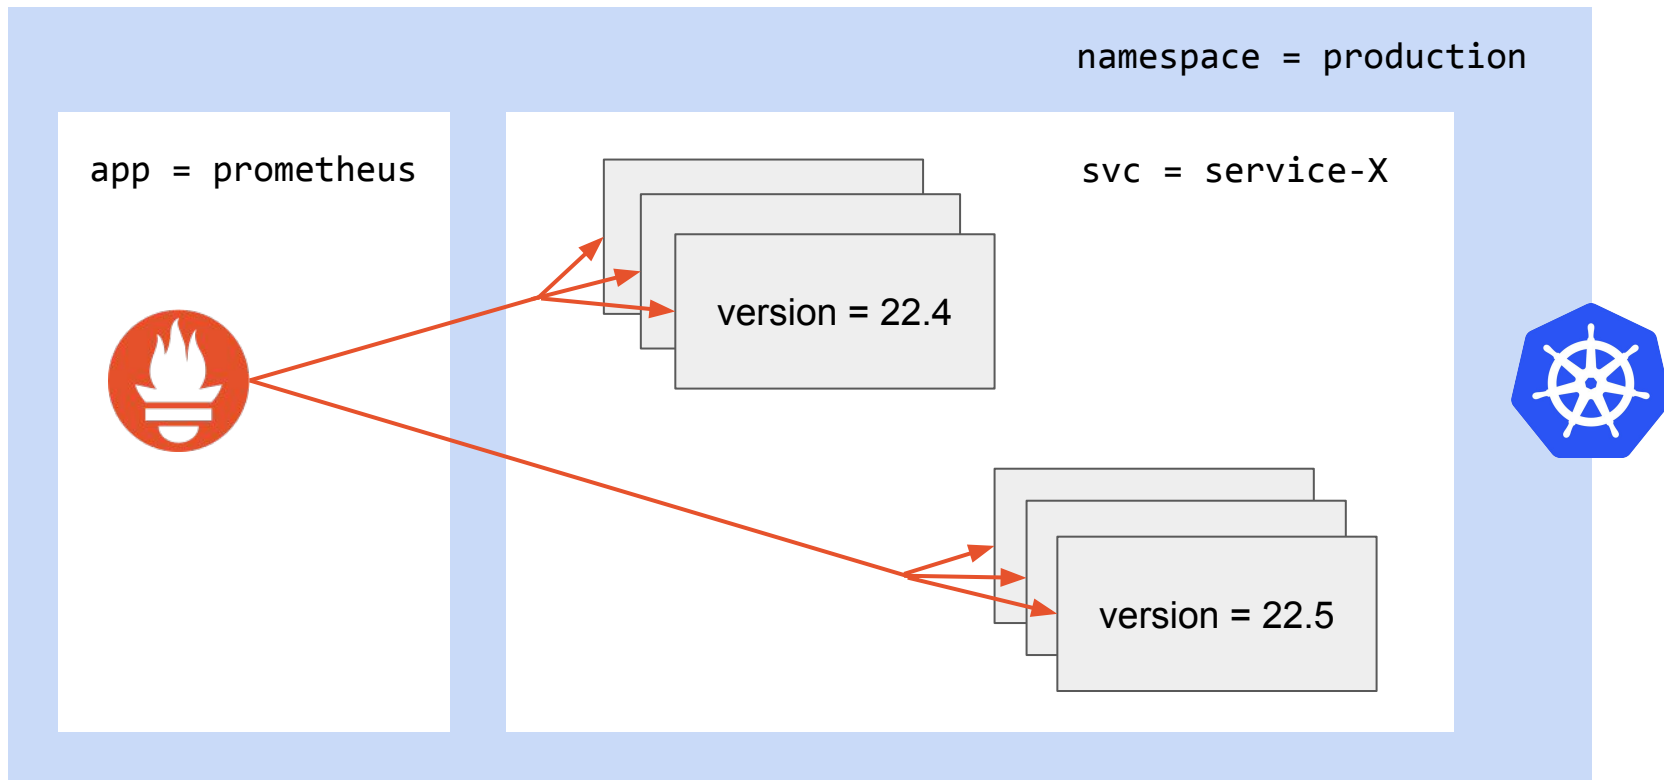 namespace = production
app = prometheus
svc = service-X
version = 22.4
version = 22.5